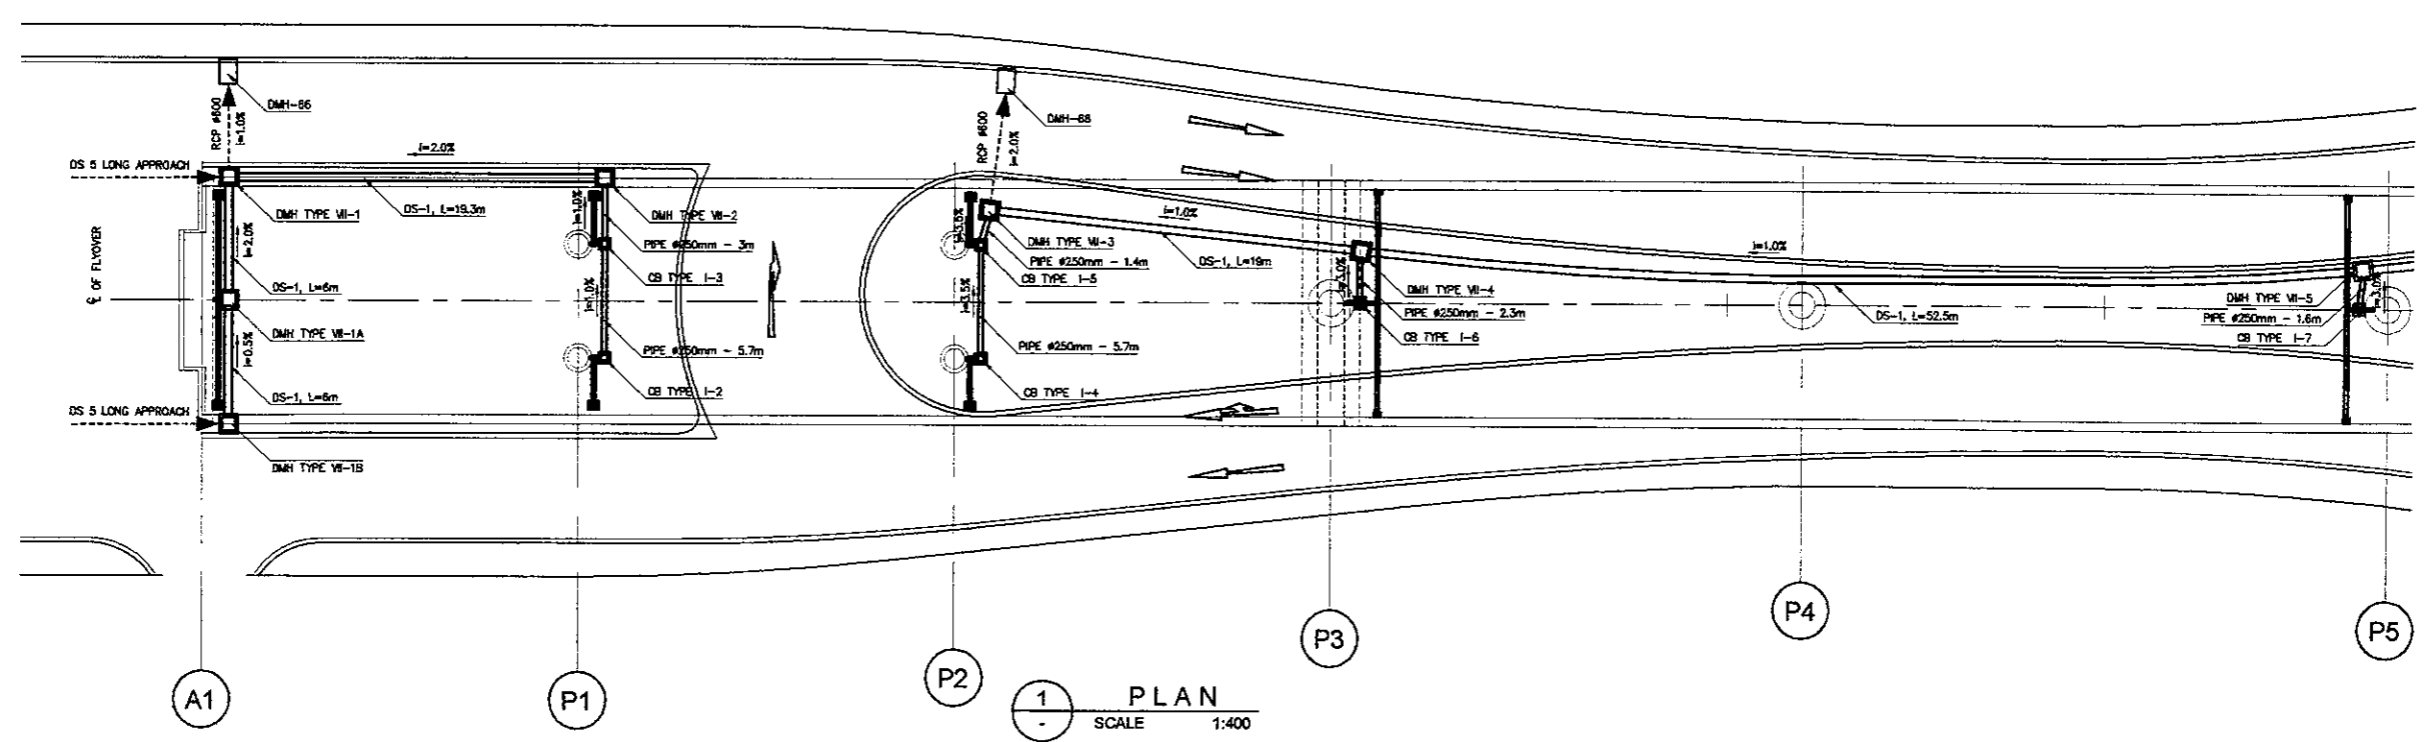 DMH-66
RCP ø600
i=1.0%
DMH-68
RCP ø600
i=2.0%
DS 5 LONG APPROACH
i=2.0%
DMH TYPE VII-1
DS-1, L=19.3m
i=2.0%
i=1.0%
DMH TYPE VII-2
PIPE ø250mm - 3m
CB TYPE I-3
℄ OF FLYOVER
DS-1, L=6m
DMH TYPE VII-1A
i=0.5%
DS-1, L=6m
i=1.0%
PIPE ø250mm - 5.7m
CB TYPE I-2
DS 5 LONG APPROACH
DMH TYPE VII-1B
i=3.5%
DMH TYPE VII-3
PIPE ø250mm - 1.4m
CB TYPE I-5
i=3.5%
PIPE ø250mm - 5.7m
CB TYPE I-4
i=1.0%
DS-1, L=19m
i=3.0%
DMH TYPE VII-4
PIPE ø250mm - 2.3m
CB TYPE I-6
i=1.0%
DS-1, L=52.5m
DMH TYPE VII-5
PIPE ø250mm - 1.6m
CB TYPE I-7
i=3.0%
A1
P1
P2
P3
P4
P5
1
-
PLAN
SCALE 1:400